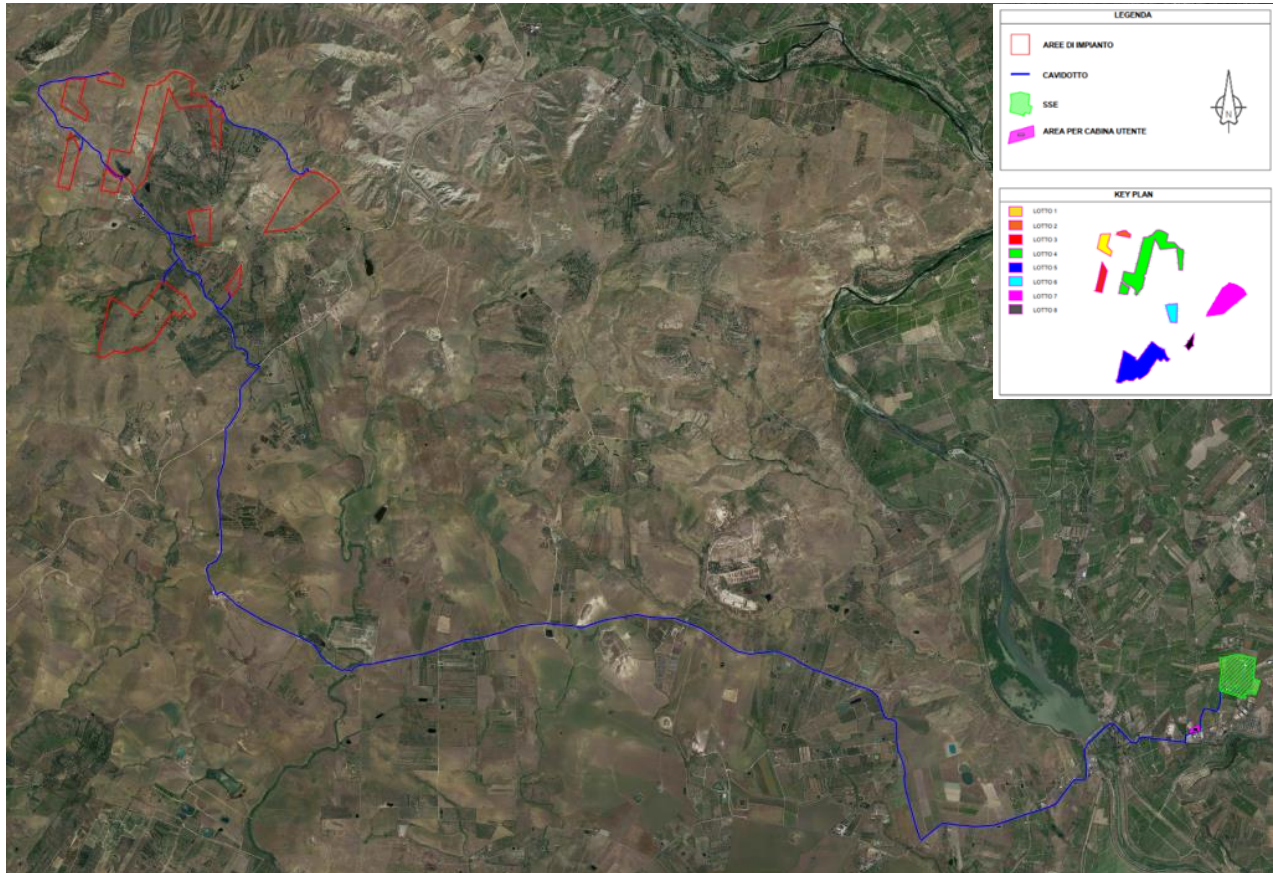 LEGENDA
AREE DI IMPIANTO
CAVIDOTTO
SSE
AREA PER CABINA UTENTE
N
KEY PLAN
LOTTO 1
LOTTO 2
LOTTO 3
LOTTO 4
LOTTO 5
LOTTO 6
LOTTO 7
LOTTO 8